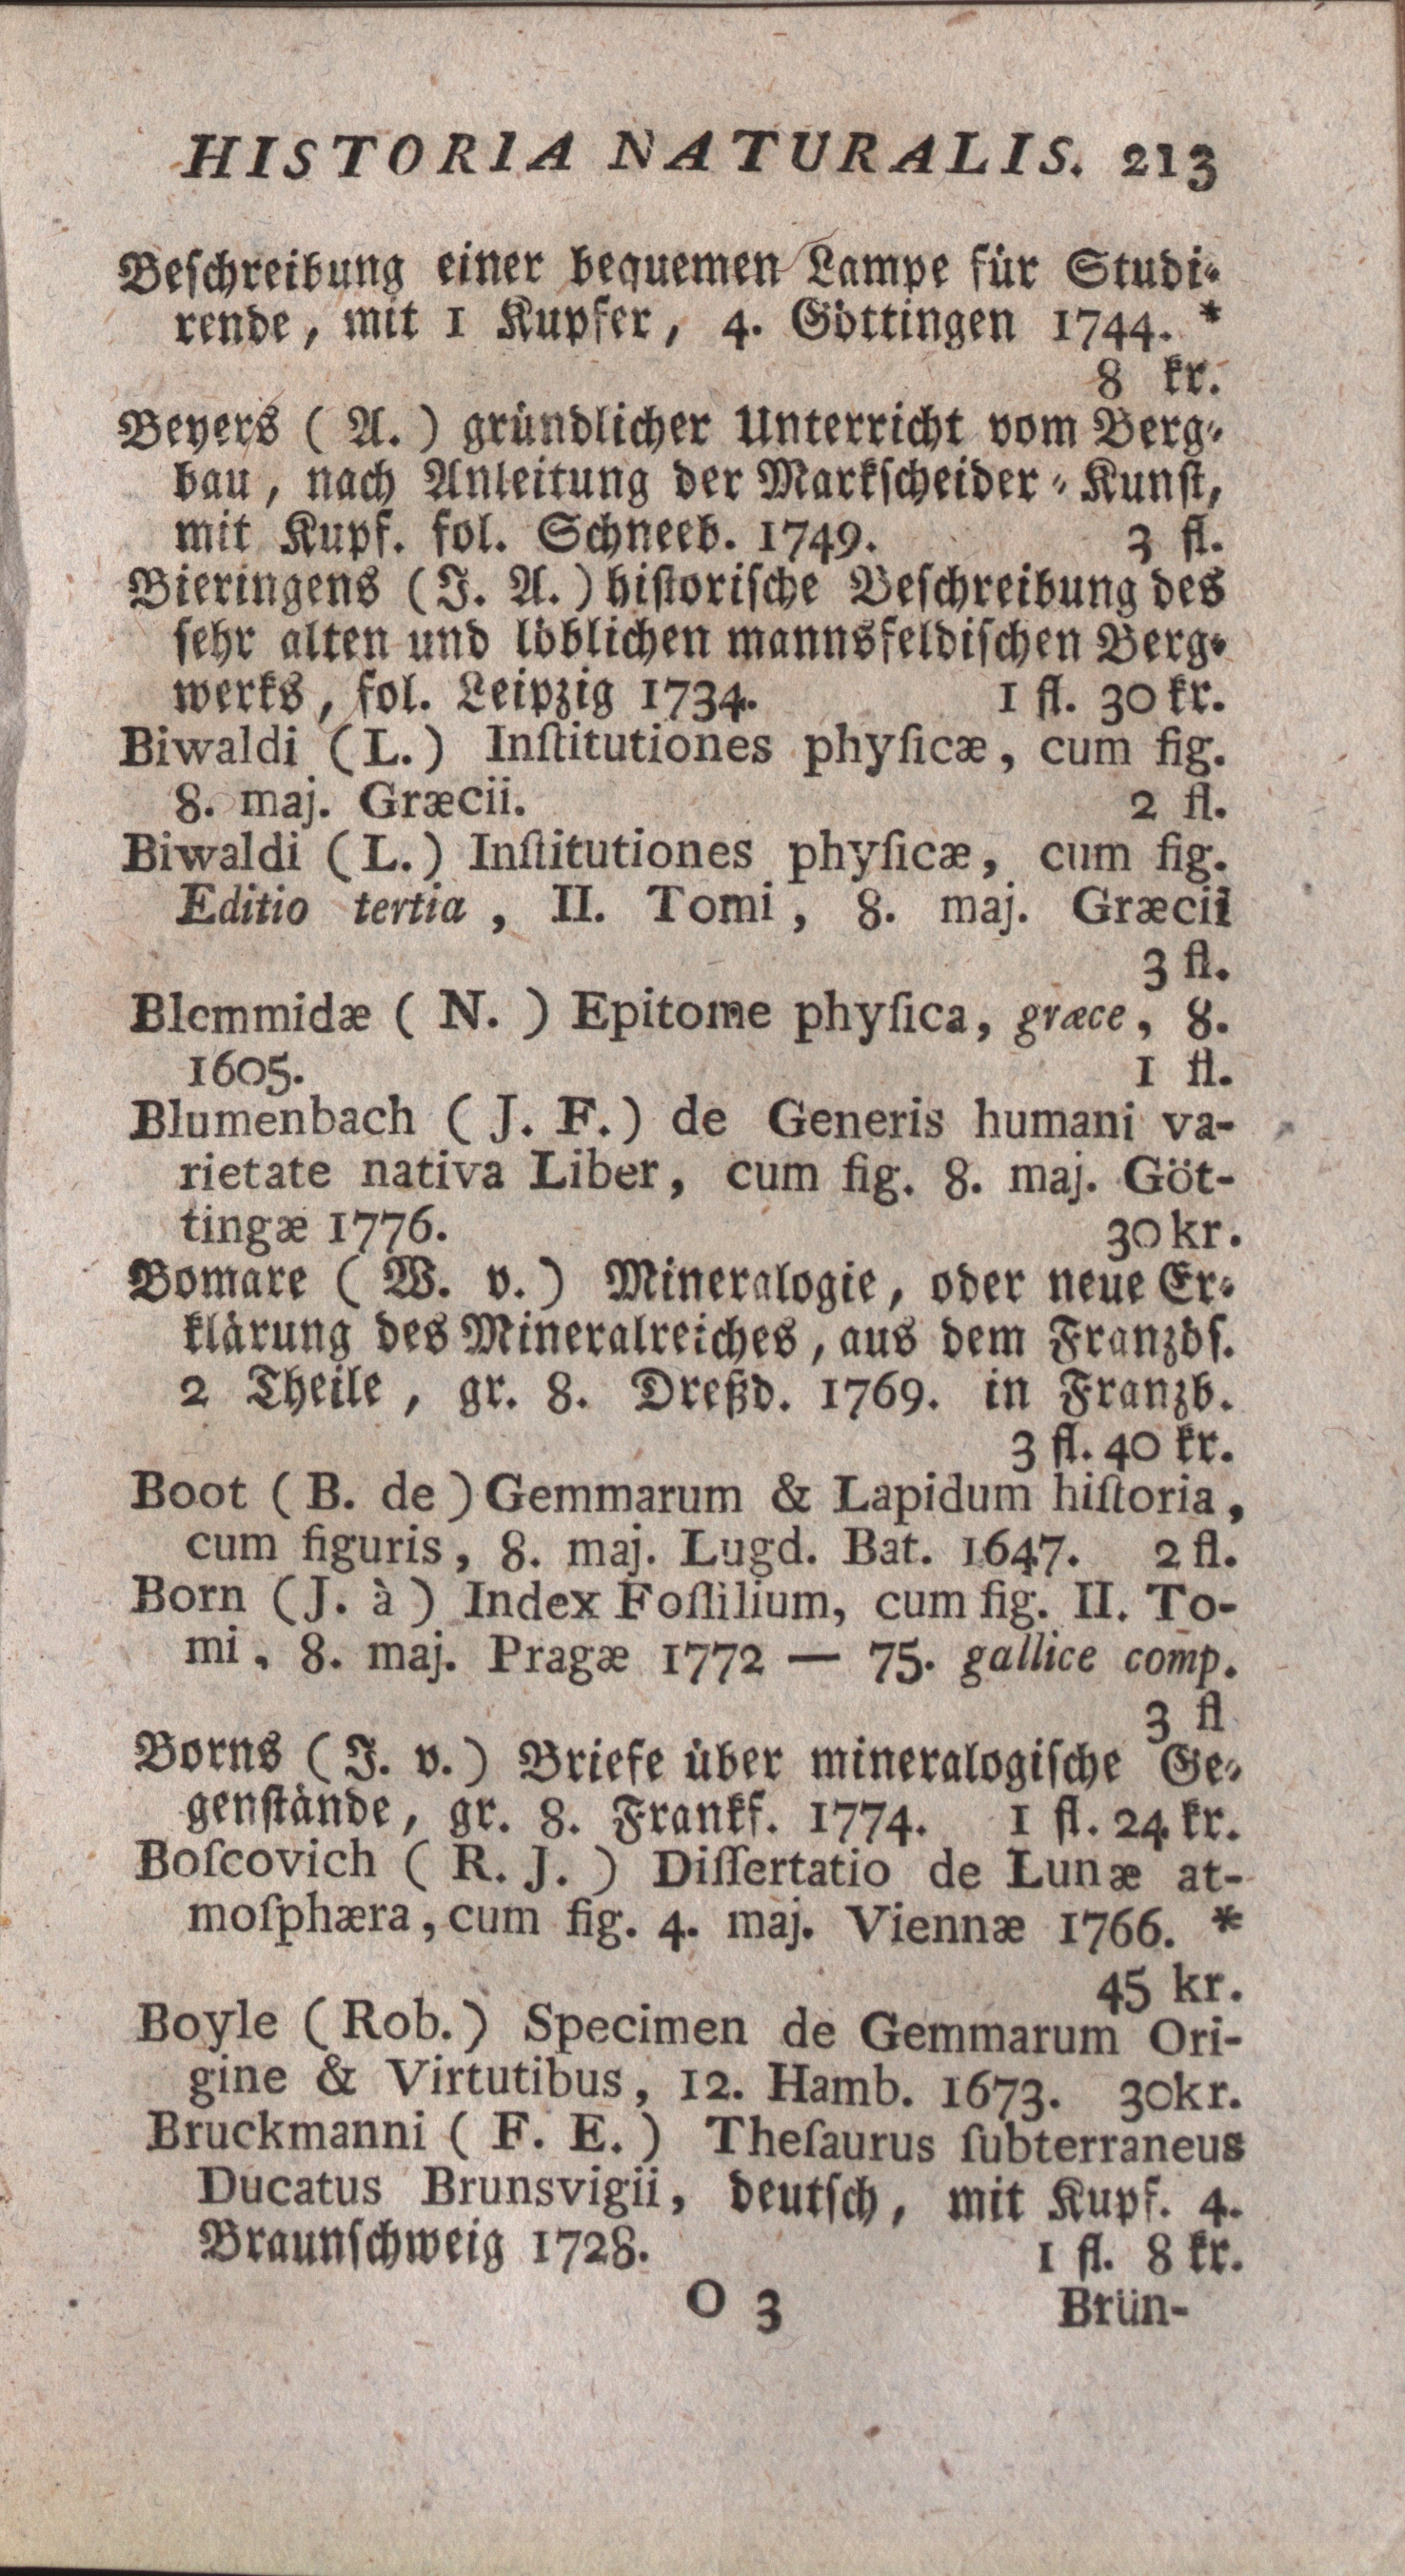 HISTORIA NATURALIS. 213
Beſchreibung einer bequemen Lampe für Studi-
rende, mit 1 Kupfer, 4. Göttingen 1744. *
8 kr.
Beyers (A.) gründlicher Unterricht vom Berg-
bau, nach Anleitung der Markſcheider-Kunſt,
mit Kupf. fol. Schneeb. 1749. 3 fl.
Bieringens (J. A.) hiſtoriſche Beſchreibung des
ſehr alten und löblichen mannsfeldiſchen Berg-
werks, fol. Leipzig 1734. 1 fl. 30 kr.
Biwaldi (L.) Inſtitutiones phyſicæ, cum fig.
8. maj. Græcii. 2 fl.
Biwaldi (L.) Inſtitutiones phyſicæ, cum fig.
Editio tertia, II. Tomi, 8. maj. Græcii
3 fl.
Blemmidæ (N.) Epitome phyſica, græce, 8.
1605. 1 fl.
Blumenbach (J. F.) de Generis humani va-
rietate nativa Liber, cum fig. 8. maj. Göt-
tingæ 1776. 30 kr.
Bomare (W. v.) Mineralogie, oder neue Er-
klärung des Mineralreiches, aus dem Franzöſ.
2 Theile, gr. 8. Dreßd. 1769. in Franzb.
3 fl. 40 kr.
Boot (B. de) Gemmarum & Lapidum hiſtoria,
cum figuris, 8. maj. Lugd. Bat. 1647. 2 fl.
Born (J. à) Index Foſſilium, cum fig. II. To-
mi, 8. maj. Pragæ 1772 — 75. gallice comp.
3 fl
Borns (J. v.) Briefe über mineralogiſche Ge-
genſtände, gr. 8. Frankf. 1774. 1 fl. 24 kr.
Boſcovich (R. J.) Diſſertatio de Lunæ at-
moſphæra, cum fig. 4. maj. Viennæ 1766. *
45 kr.
Boyle (Rob.) Specimen de Gemmarum Ori-
gine & Virtutibus, 12. Hamb. 1673. 30kr.
Bruckmanni (F. E.) Theſaurus ſubterraneus
Ducatus Brunsvigii, deutſch, mit Kupf. 4.
Braunſchweig 1728. 1 fl. 8 kr.
O 3 Brün-